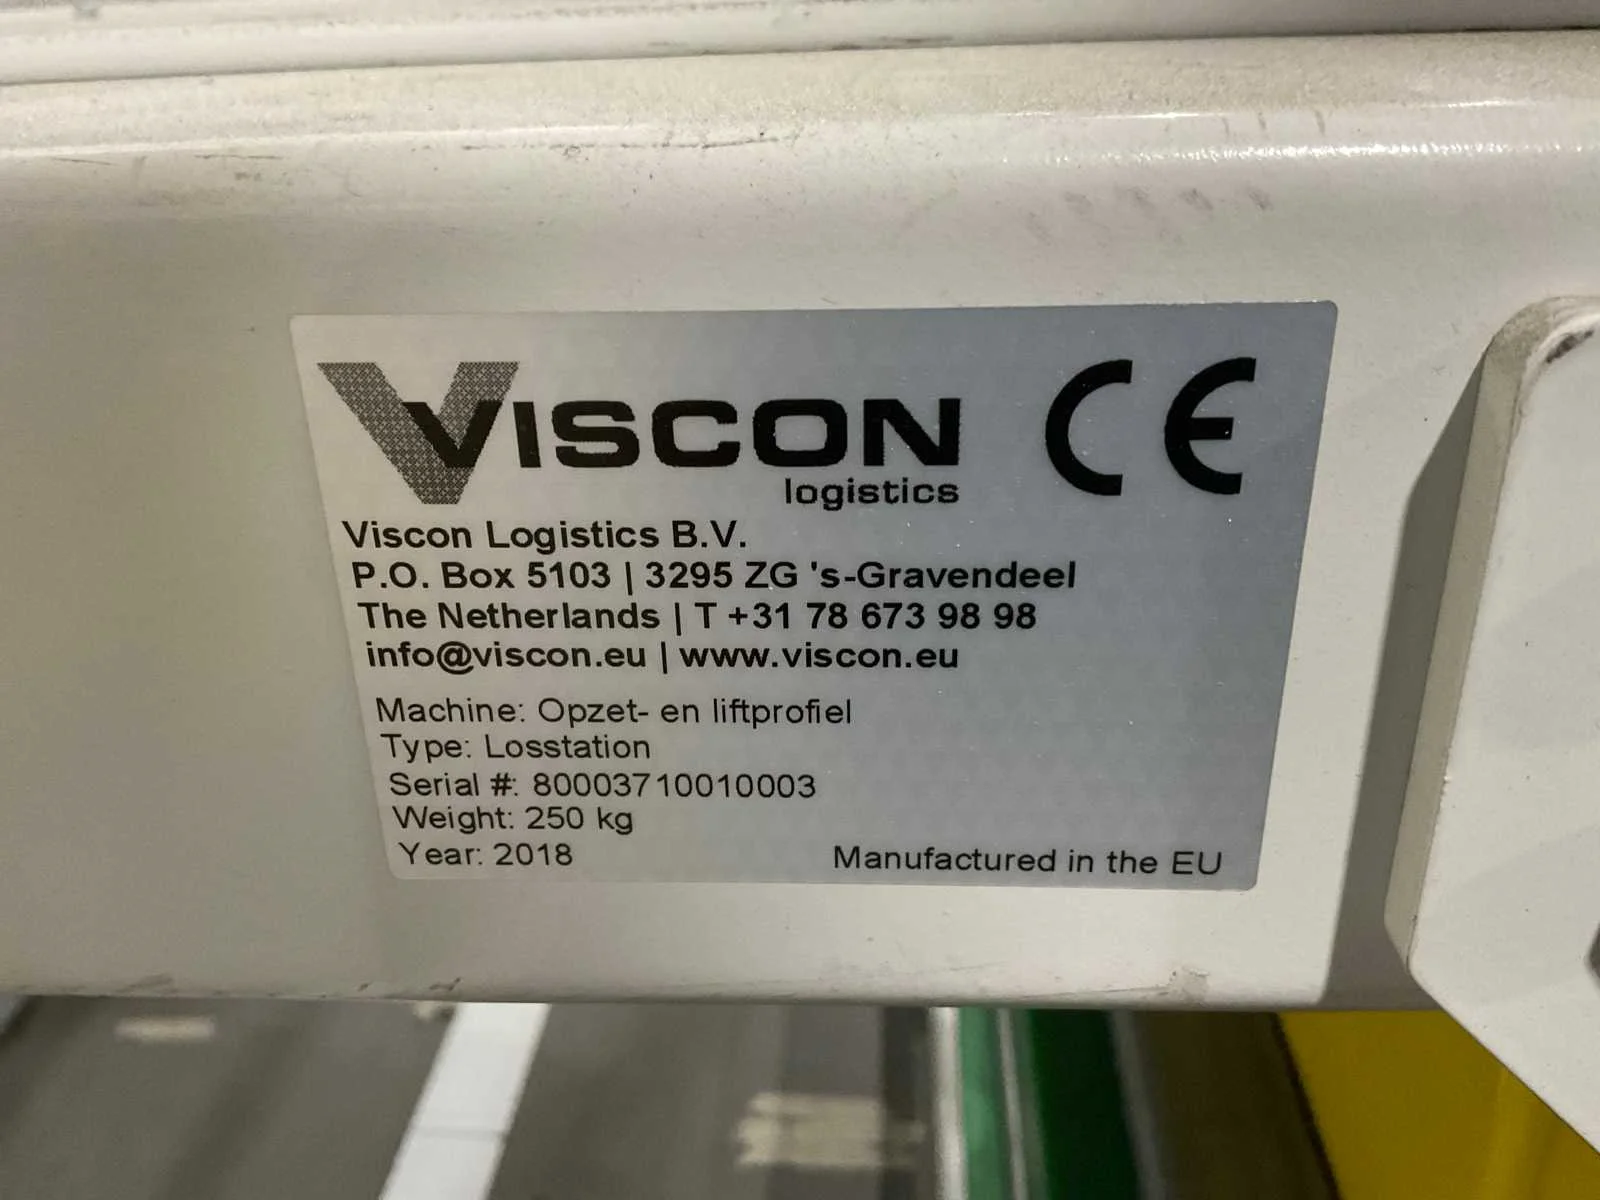 VISCON CE
logistics
Viscon Logistics B.V.
P.O. Box 5103 | 3295 ZG 's-Gravendeel
The Netherlands | T +31 78 673 98 98
info@viscon.eu | www.viscon.eu
Machine: Opzet- en liftprofiel
Type: Losstation
Serial #: 80003710010003
Weight: 250 kg
Year: 2018 Manufactured in the EU